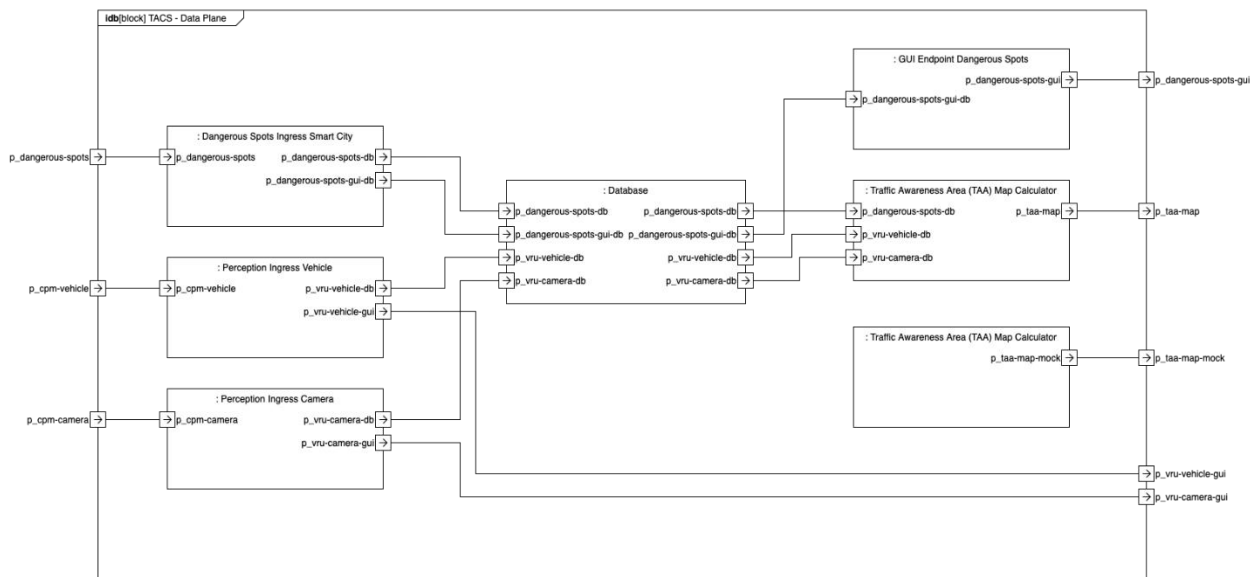 idb[block] TACS - Data Plane
: GUI Endpoint Dangerous Spots
p_dangerous-spots-gui
p_dangerous-spots-gui
p_dangerous-spots-gui-db
: Dangerous Spots Ingress Smart City
p_dangerous-spots
p_dangerous-spots
p_dangerous-spots-db
p_dangerous-spots-gui-db
: Database
p_dangerous-spots-db
p_dangerous-spots-db
p_dangerous-spots-gui-db
p_dangerous-spots-gui-db
p_vru-vehicle-db
p_vru-vehicle-db
p_vru-camera-db
p_vru-camera-db
: Traffic Awareness Area (TAA) Map Calculator
p_dangerous-spots-db
p_taa-map
p_taa-map
p_vru-vehicle-db
p_vru-camera-db
: Perception Ingress Vehicle
p_cpm-vehicle
p_cpm-vehicle
p_vru-vehicle-db
p_vru-vehicle-gui
: Traffic Awareness Area (TAA) Map Calculator
p_taa-map-mock
p_taa-map-mock
: Perception Ingress Camera
p_cpm-camera
p_cpm-camera
p_vru-camera-db
p_vru-camera-gui
p_vru-vehicle-gui
p_vru-camera-gui